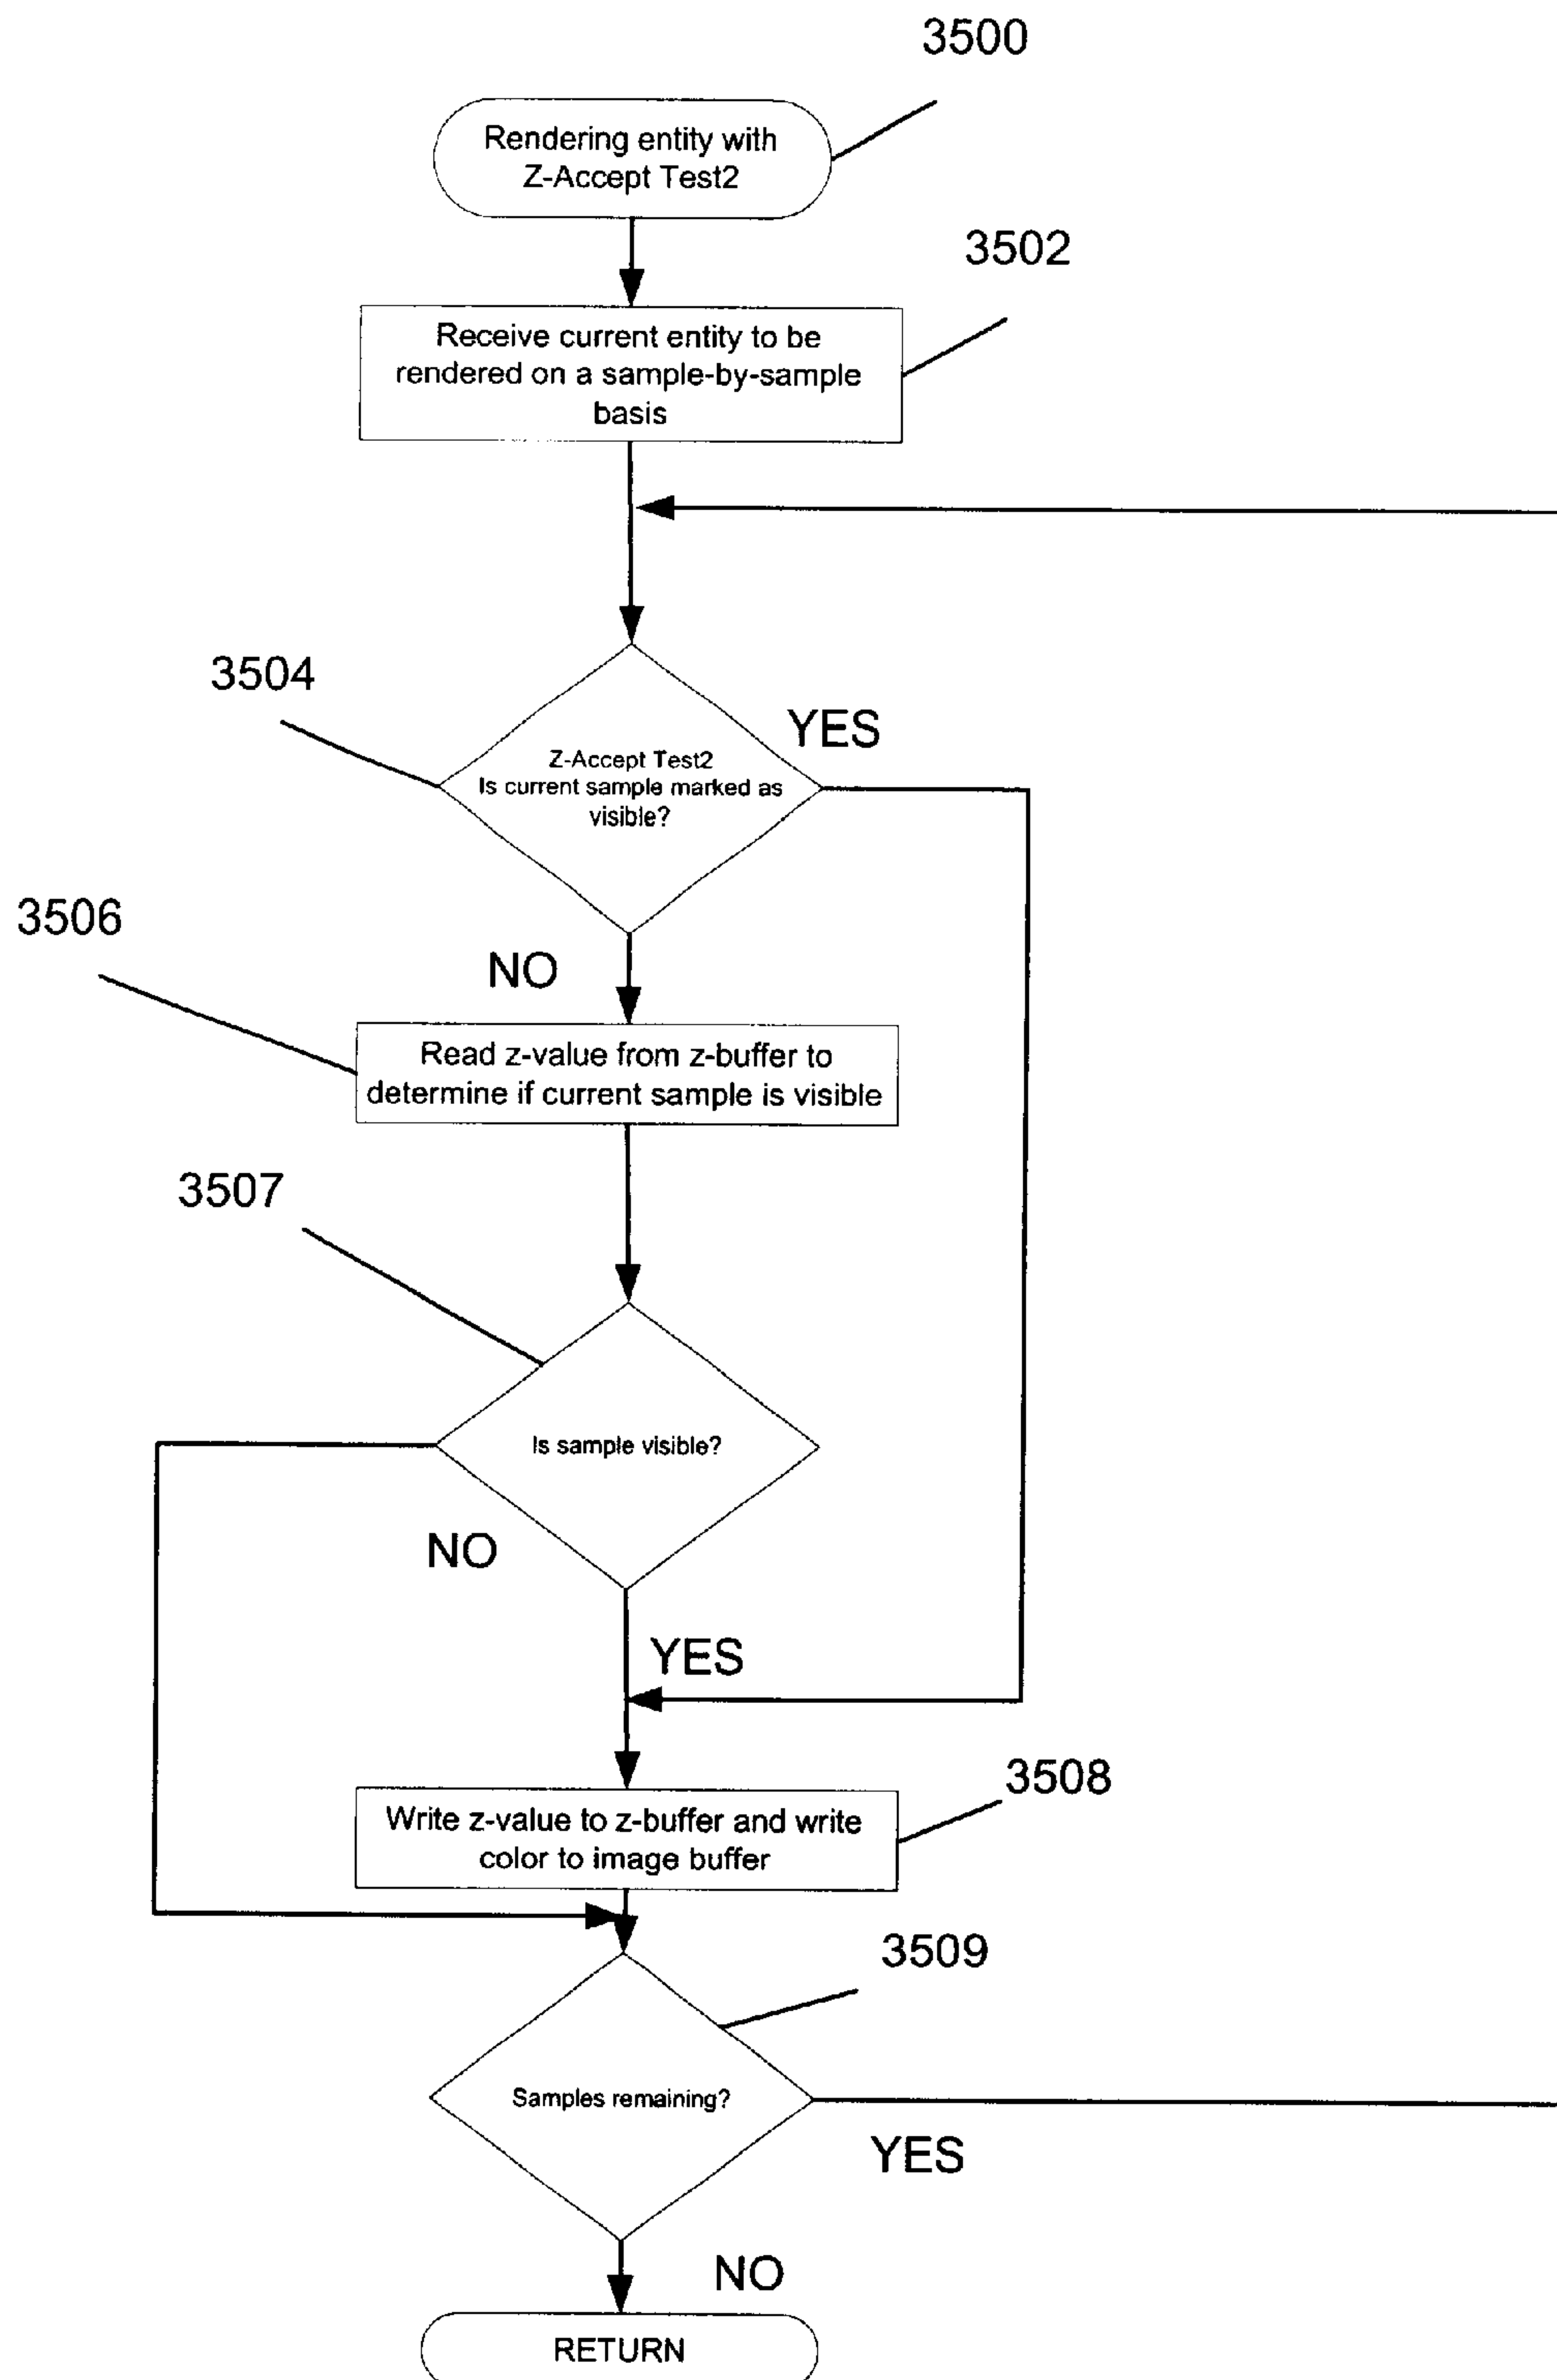 3500
Rendering entity with
Z-Accept Test2
3502
Receive current entity to be
rendered on a sample-by-sample
basis
3504
YES
Z-Accept Test2
Is current sample marked as
visible?
3506
NO
Read z-value from z-buffer to
determine if current sample is visible
3507
Is sample visible?
NO
YES
3508
Write z-value to z-buffer and write
color to image buffer
3509
Samples remaining?
YES
NO
RETURN